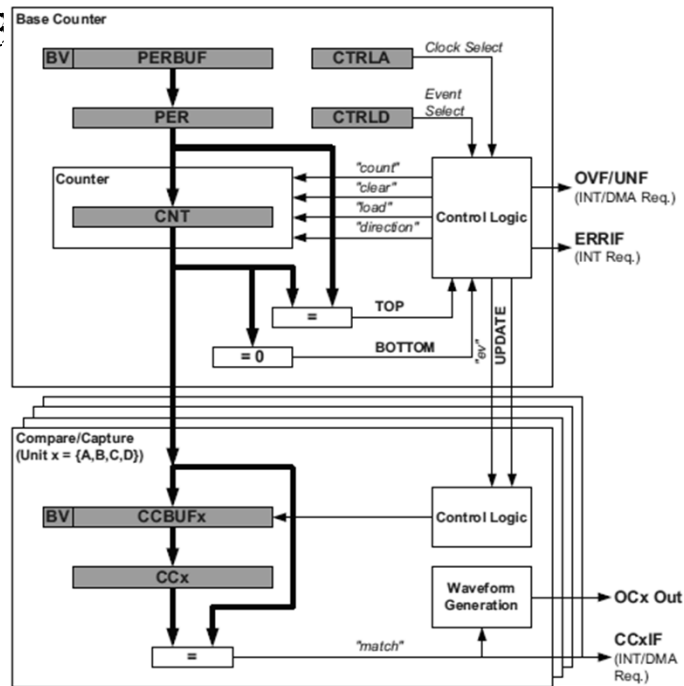 Base Counter
BV PERBUF
CTRLA
Clock Select
PER
CTRLD
Event
Select
Counter
CNT
"count"
"clear"
"load"
"direction"
Control Logic
OVF/UNF
(INT/DMA Req.)
ERRIF
(INT Req.)
=
TOP
= 0
BOTTOM
"ev"
UPDATE
Compare/Capture
(Unit x = {A,B,C,D})
BV CCBUFx
Control Logic
CCx
Waveform
Generation
OCx Out
=
"match"
CCxIF
(INT/DMA
Req.)